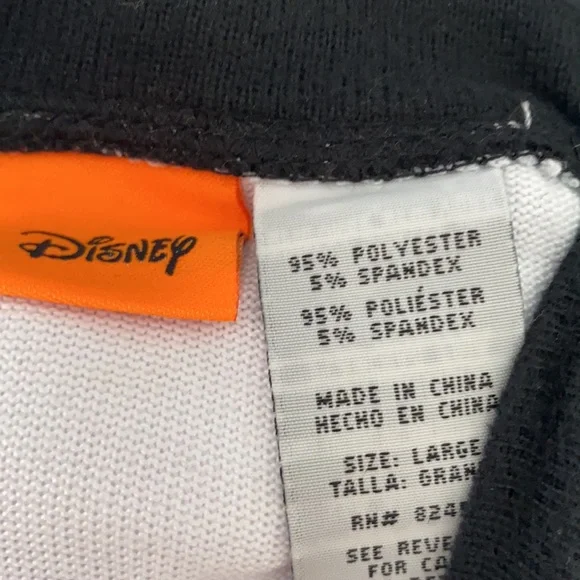 Disney
95% POLYESTER
5% SPANDEX
95% POLIÉSTER
5% SPANDEX
MADE IN CHINA
HECHO EN CHINA
SIZE: LARGE
TALLA:
RN#
SEE
FOR